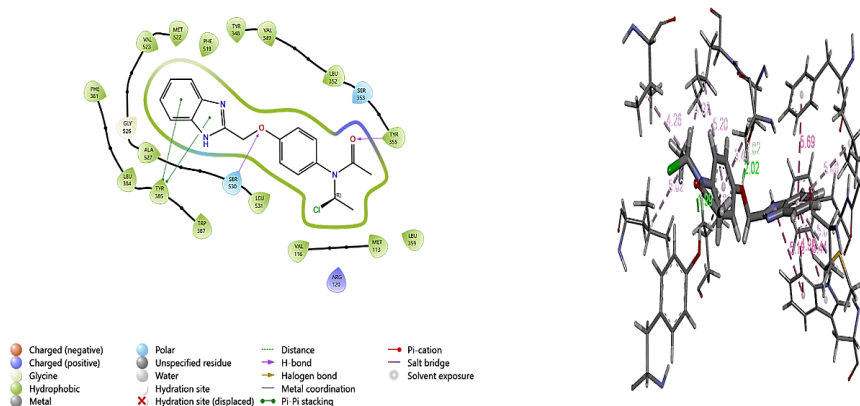 TYR
348
VAL
349
MET
522
VAL
523
PHE
518
LEU
352
SER
353
PHE
381
TYR
355
GLY
526
ALA
527
LEU
384
TYR
385
SER
530
LEU
531
TRP
387
VAL
116
MET
113
LEU
359
ARG
120
N
NH
O
O
N
(R)
Cl
4.26
5.20
2.02
5.69
Charged (negative)
Charged (positive)
Glycine
Hydrophobic
Metal
Polar
Unspecified residue
Water
Hydration site
Hydration site (displaced)
Distance
H-bond
Halogen bond
Metal coordination
Pi-Pi stacking
Pi-cation
Salt bridge
Solvent exposure